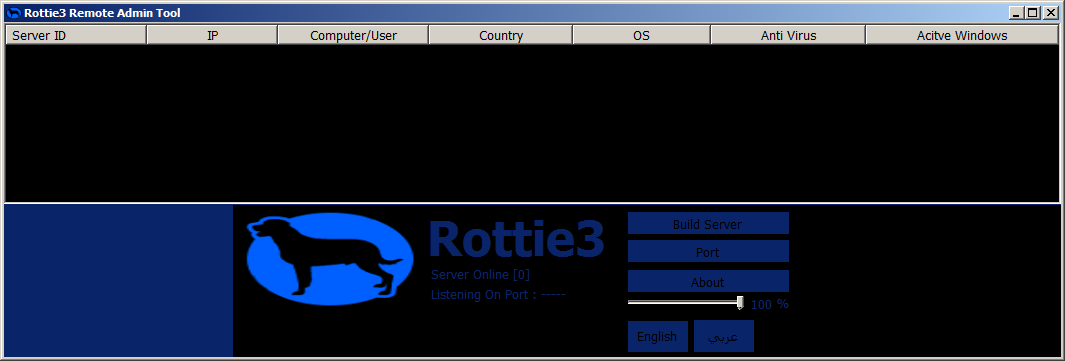 Rottie3 Remote Admin Tool
Server ID IP Computer/User Country OS Anti Virus Acitve Windows
Rottie3
Server Online [0]
Listening On Port : -----
Build Server
Port
About
100 %
English عربي